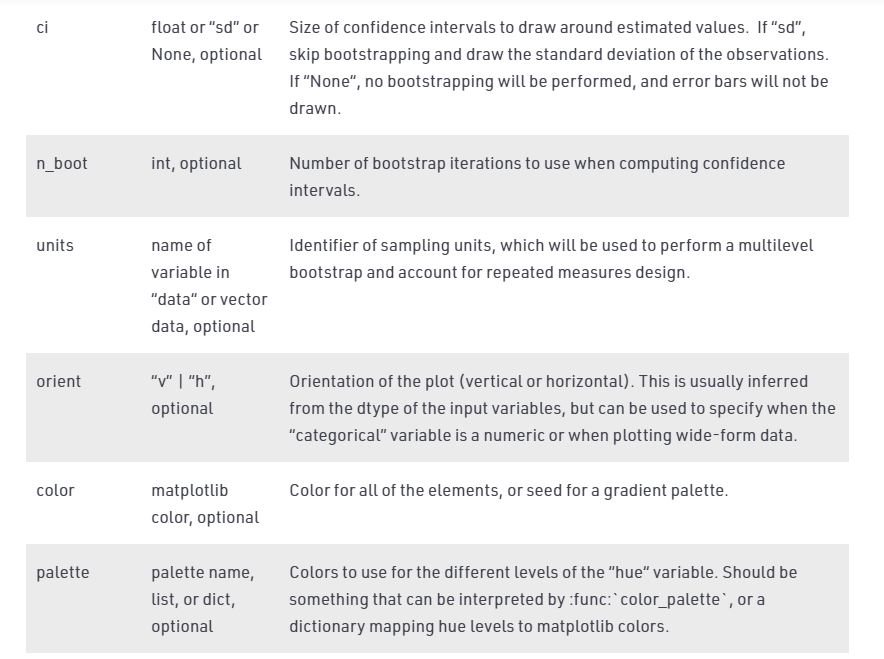 ci float or “sd” or Size of confidence intervals to draw around estimated values.  If “sd”,
None, optional skip bootstrapping and draw the standard deviation of the observations.
If “None“, no bootstrapping will be performed, and error bars will not be
drawn.
n_boot int, optional Number of bootstrap iterations to use when computing confidence
intervals.
units name of Identifier of sampling units, which will be used to perform a multilevel
variable in bootstrap and account for repeated measures design.
“data“ or vector
data, optional
orient “v” | “h”, Orientation of the plot (vertical or horizontal). This is usually inferred
optional from the dtype of the input variables, but can be used to specify when the
“categorical” variable is a numeric or when plotting wide-form data.
color matplotlib Color for all of the elements, or seed for a gradient palette.
color, optional
palette palette name, Colors to use for the different levels of the “hue“ variable. Should be
list, or dict, something that can be interpreted by :func:`color_palette`, or a
optional dictionary mapping hue levels to matplotlib colors.